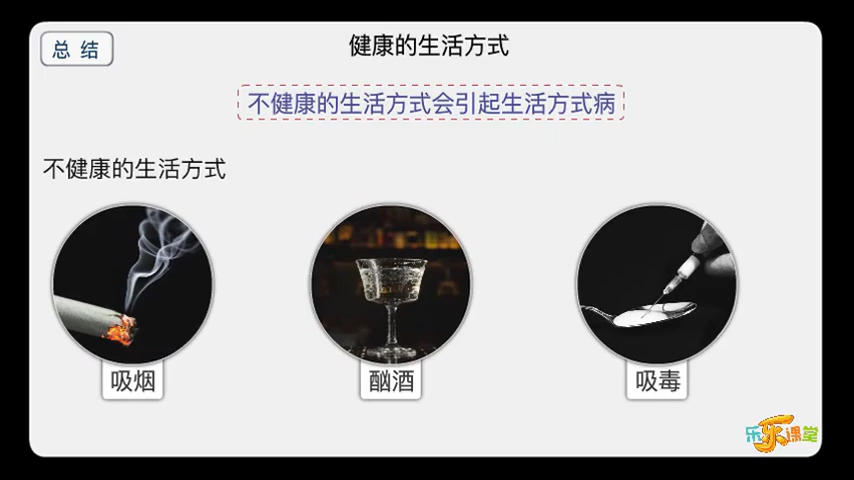 总 结
健康的生活方式
不健康的生活方式会引起生活方式病
不健康的生活方式
吸烟
酗酒
吸毒
乐乐课堂